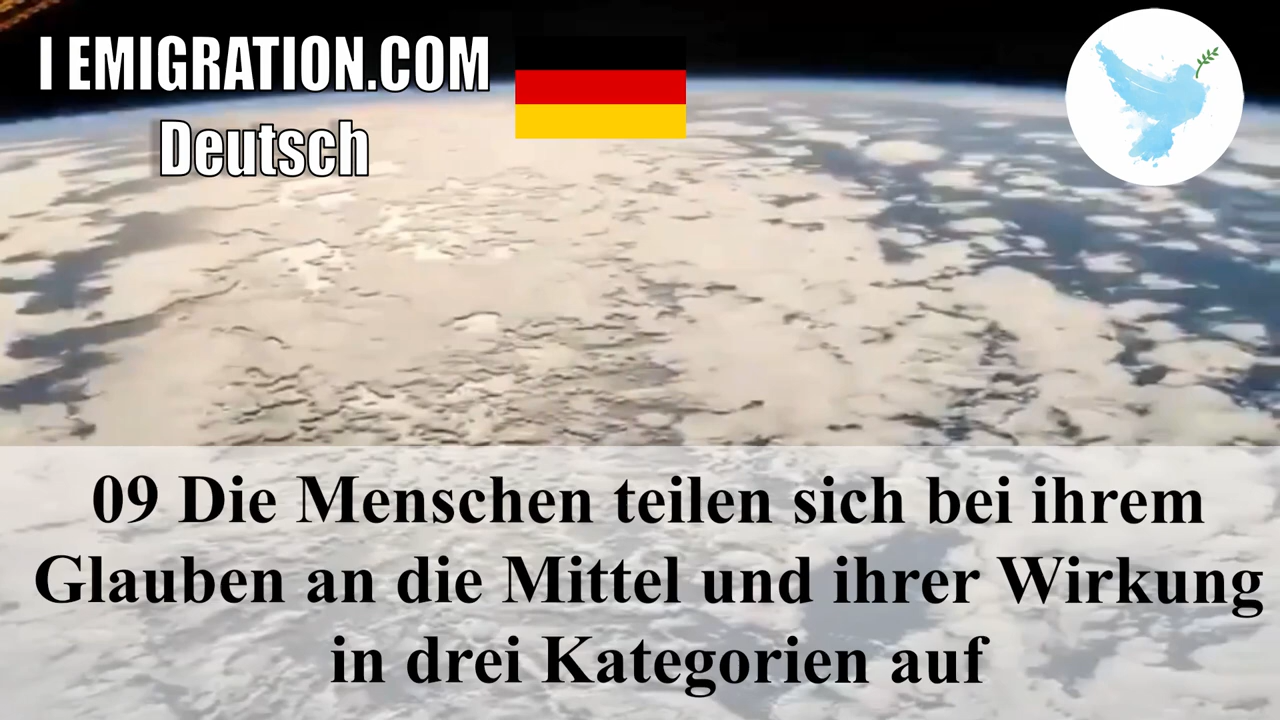 I EMIGRATION.COM
Deutsch
09 Die Menschen teilen sich bei ihrem
Glauben an die Mittel und ihrer Wirkung
in drei Kategorien auf